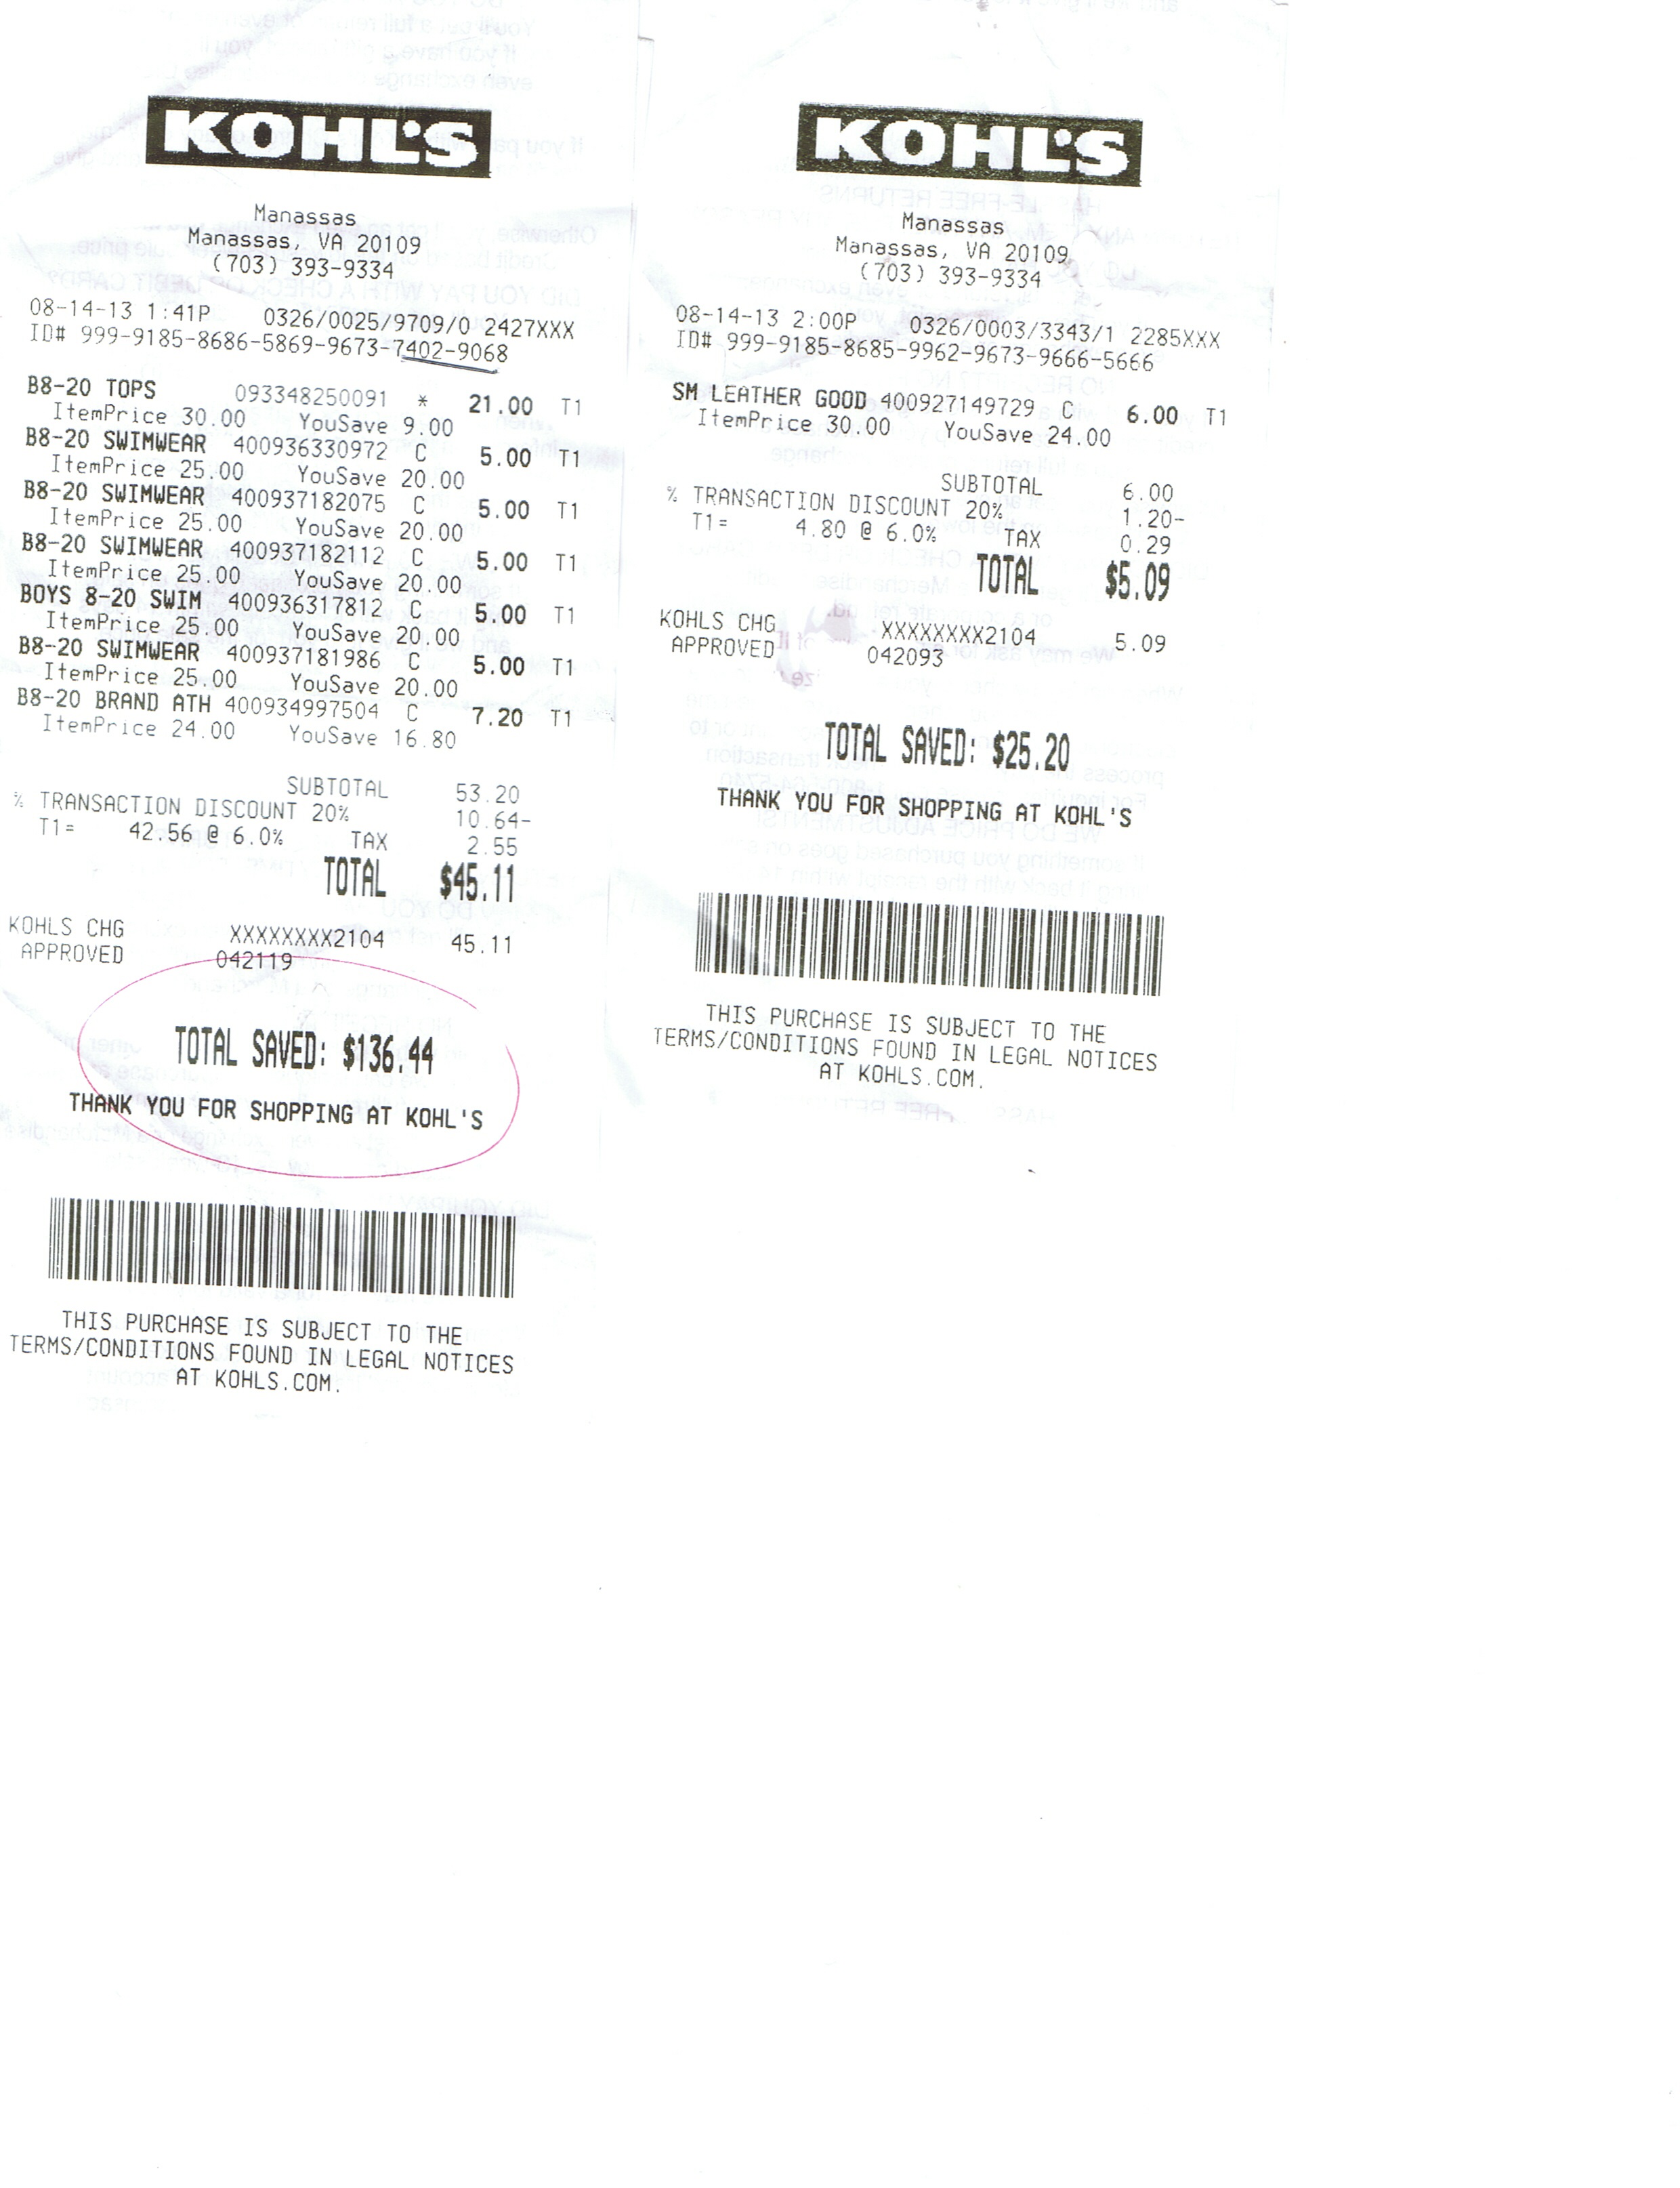 KOHL'S
Manassas
Manassas, VA 20109
(703) 393-9334
08-14-13 1:41P 0326/0025/9709/0 2427XXX
ID# 999-9185-8686-5869-9673-7402-9068
B8-20 TOPS 093348250091 * 21.00 T1
ItemPrice 30.00 YouSave 9.00
B8-20 SWIMWEAR 400936330972 C 5.00 T1
ItemPrice 25.00 YouSave 20.00
B8-20 SWIMWEAR 400937182075 C 5.00 T1
ItemPrice 25.00 YouSave 20.00
B8-20 SWIMWEAR 400937182112 C 5.00 T1
ItemPrice 25.00 YouSave 20.00
BOYS 8-20 SWIM 400936317812 C 5.00 T1
ItemPrice 25.00 YouSave 20.00
B8-20 SWIMWEAR 400937181986 C 5.00 T1
ItemPrice 25.00 YouSave 20.00
B8-20 BRAND ATH 400934997504 C 7.20 T1
ItemPrice 24.00 YouSave 16.80
SUBTOTAL 53.20
% TRANSACTION DISCOUNT 20% 10.64-
T1= 42.56 @ 6.0% TAX 2.55
TOTAL $45.11
KOHLS CHG XXXXXXXX2104 45.11
APPROVED 042119
TOTAL SAVED: $136.44
THANK YOU FOR SHOPPING AT KOHL'S
THIS PURCHASE IS SUBJECT TO THE
TERMS/CONDITIONS FOUND IN LEGAL NOTICES
AT KOHLS.COM.
KOHL'S
Manassas
Manassas, VA 20109
(703) 393-9334
08-14-13 2:00P 0326/0003/3343/1 2285XXX
ID# 999-9185-8685-9962-9673-9666-5666
SM LEATHER GOOD 400927149729 C 6.00 T1
ItemPrice 30.00 YouSave 24.00
SUBTOTAL 6.00
% TRANSACTION DISCOUNT 20% 1.20-
T1= 4.80 @ 6.0% TAX 0.29
TOTAL $5.09
KOHLS CHG XXXXXXXX2104 5.09
APPROVED 042093
TOTAL SAVED: $25.20
THANK YOU FOR SHOPPING AT KOHL'S
THIS PURCHASE IS SUBJECT TO THE
TERMS/CONDITIONS FOUND IN LEGAL NOTICES
AT KOHLS.COM.